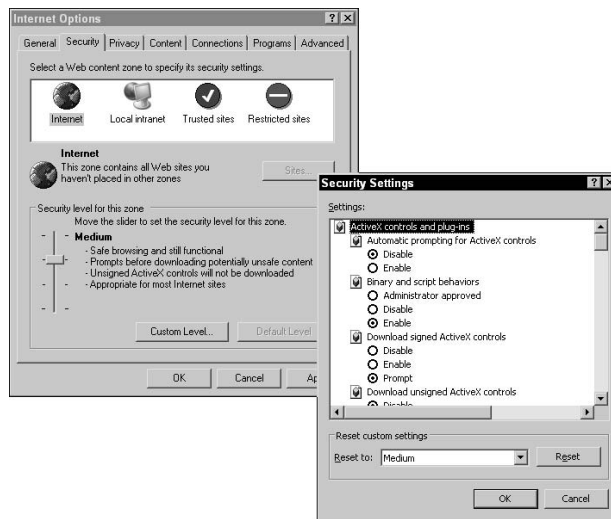 Internet Options
General Security Privacy Content Connections Programs Advanced
Select a Web content zone to specify its security settings.
Internet Local intranet Trusted sites Restricted sites
Internet
This zone contains all Web sites you
haven't placed in other zones
Sites...
Security level for this zone
Move the slider to set the security level for this zone.
Medium
- Safe browsing and still functional
- Prompts before downloading potentially unsafe content
- Unsigned ActiveX controls will not be downloaded
- Appropriate for most Internet sites
Custom Level... Default Level
OK Cancel Ap
Security Settings
Settings:
ActiveX controls and plug-ins
Automatic prompting for ActiveX controls
Disable
Enable
Binary and script behaviors
Administrator approved
Disable
Enable
Download signed ActiveX controls
Disable
Enable
Prompt
Download unsigned ActiveX controls
Disable
Reset custom settings
Reset to: Medium Reset
OK Cancel